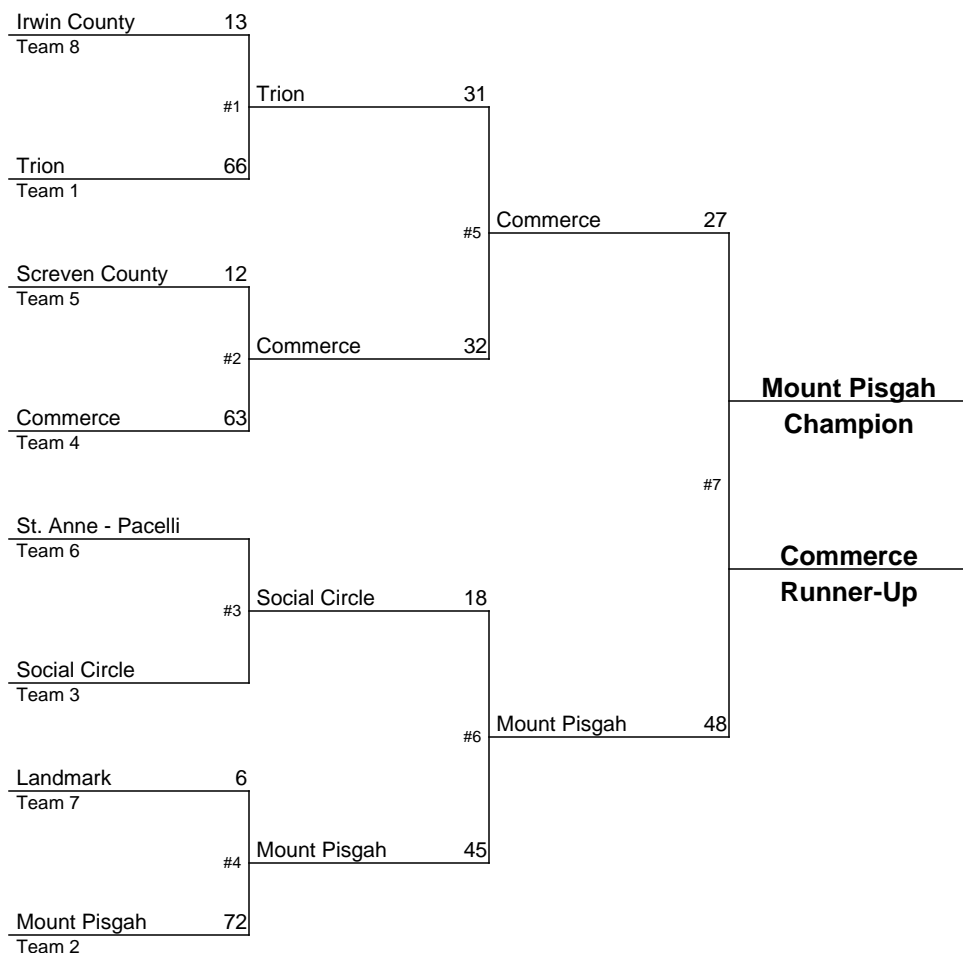 Irwin County 13
Team 8
#1 Trion 31
Trion 66
Team 1
#5 Commerce 27
Screven County 12
Team 5
#2 Commerce 32
Commerce 63
Team 4
Mount Pisgah
Champion
#7
St. Anne - Pacelli
Team 6
Commerce
Runner-Up
#3 Social Circle 18
Social Circle
Team 3
#6 Mount Pisgah 48
Landmark 6
Team 7
#4 Mount Pisgah 45
Mount Pisgah 72
Team 2